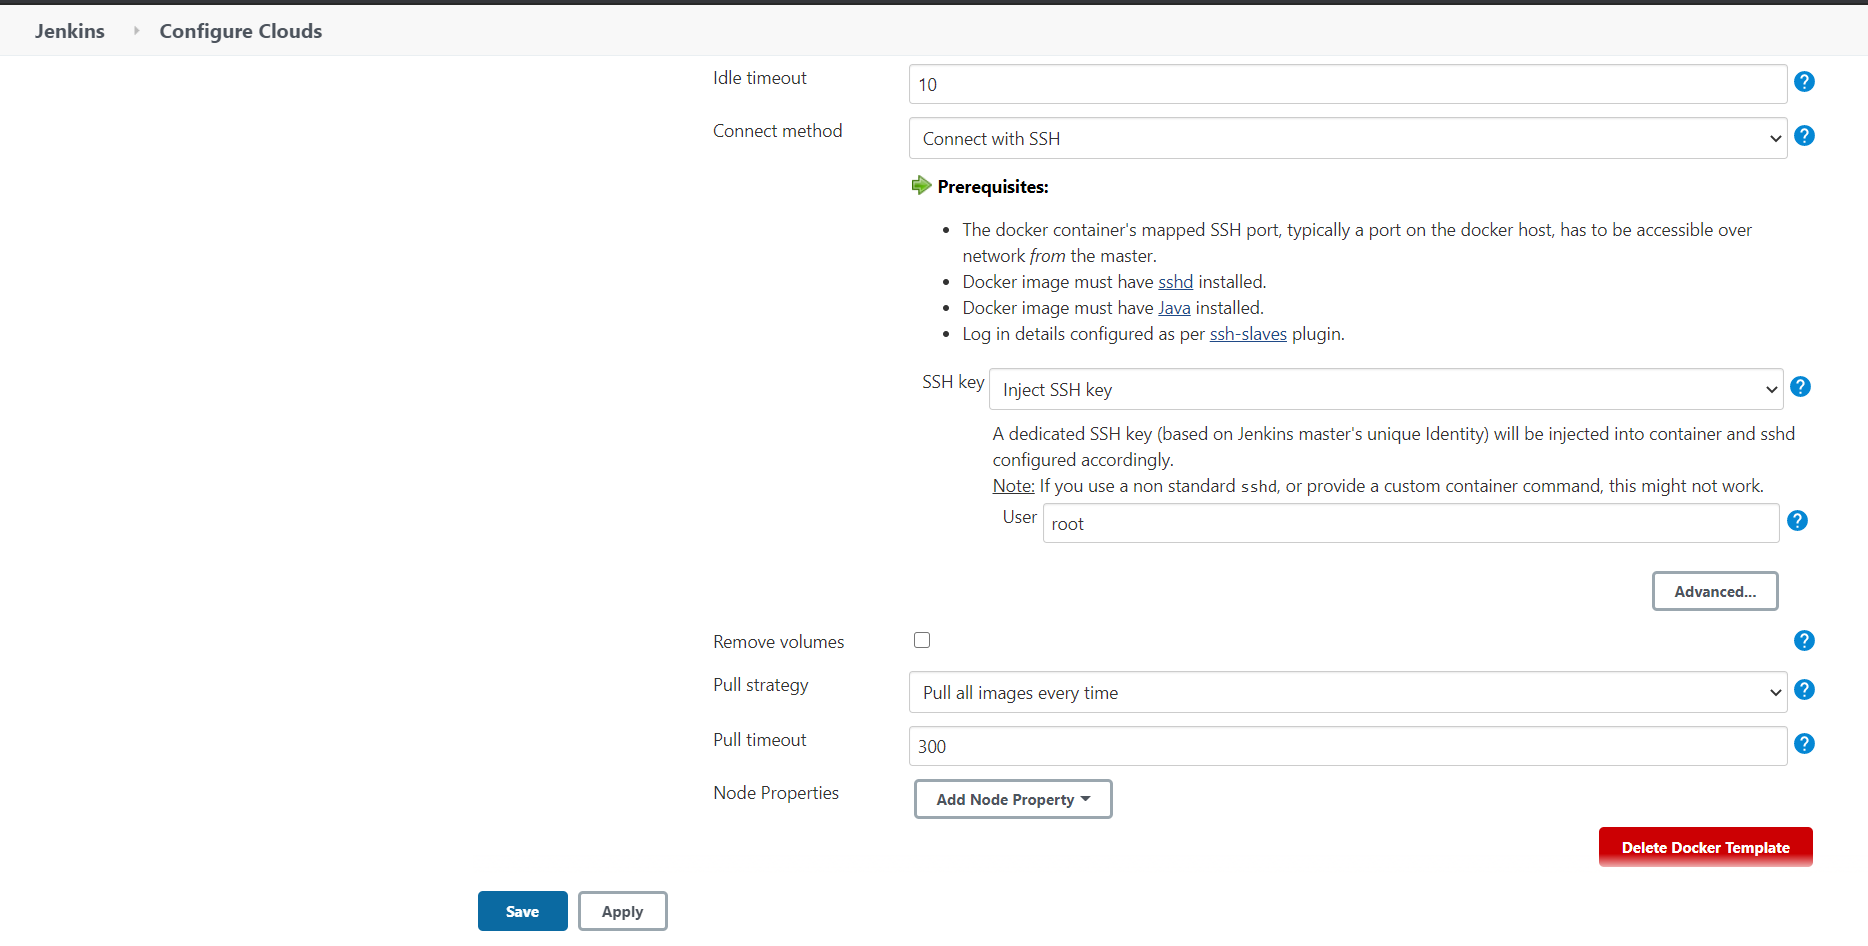 Jenkins
Configure Clouds
Idle timeout
10
?
Connect method
Connect with SSH
?
Prerequisites:
• The docker container's mapped SSH port, typically a port on the docker host, has to be accessible over
network from the master.
• Docker image must have sshd installed.
• Docker image must have Java installed.
• Log in details configured as per ssh-slaves plugin.
SSH key
Inject SSH key
?
A dedicated SSH key (based on Jenkins master's unique Identity) will be injected into container and sshd
configured accordingly.
Note: If you use a non standard sshd, or provide a custom container command, this might not work.
User
root
?
Advanced...
Remove volumes
?
Pull strategy
Pull all images every time
?
Pull timeout
300
?
Node Properties
Add Node Property
Delete Docker Template
Save
Apply